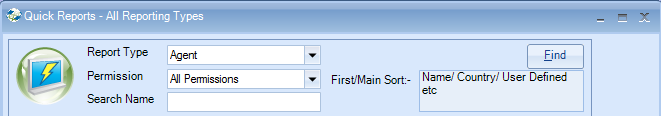 Quick Reports - All Reporting Types
Report Type Agent Find
Permission All Permissions First/Main Sort:- Name/ Country/ User Defined
etc
Search Name